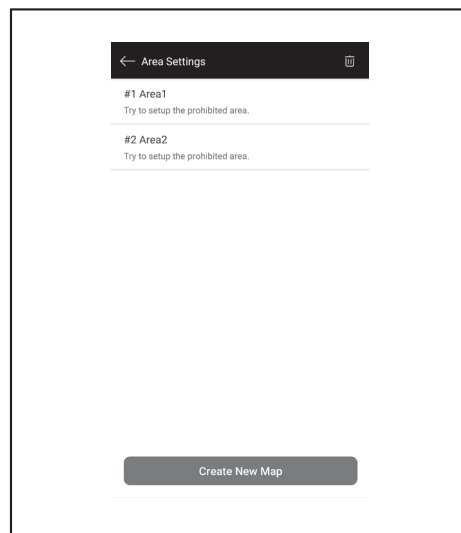 Area Settings
#1 Area1
Try to setup the prohibited area.
#2 Area2
Try to setup the prohibited area.
Create New Map